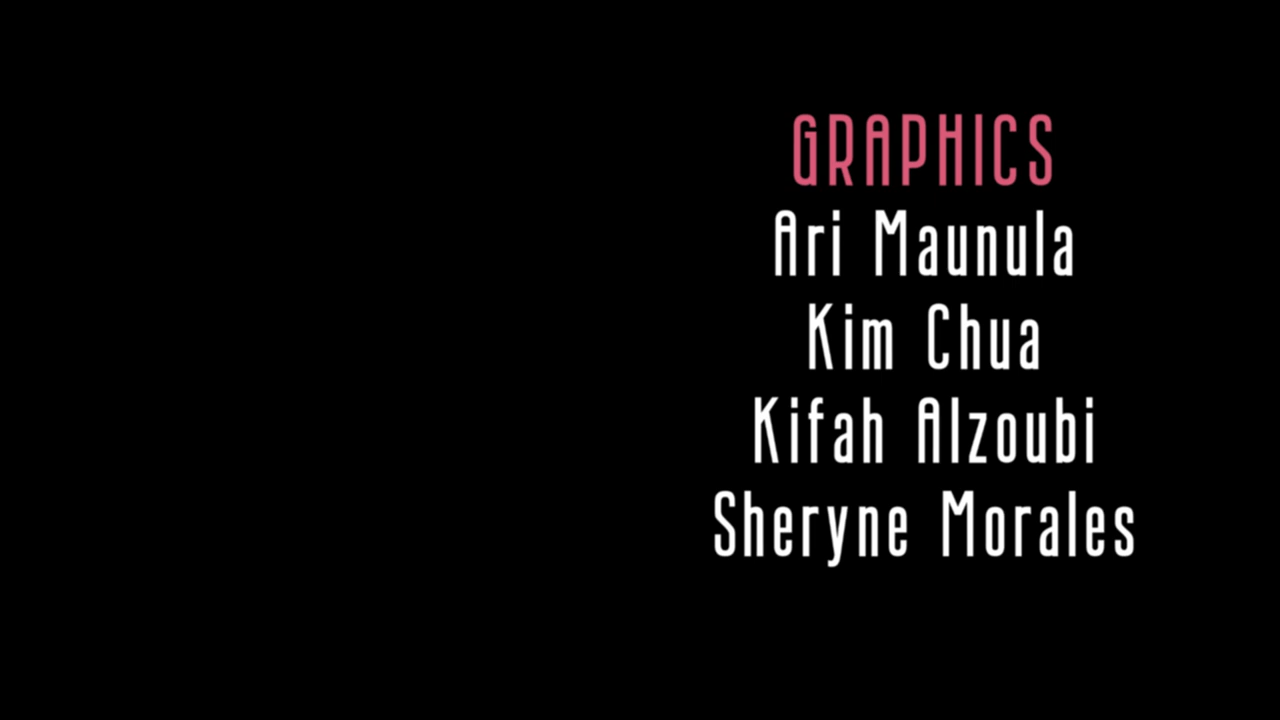 GRAPHICS
Ari Maunula
Kim Chua
Kifah Alzoubi
Sheryne Morales